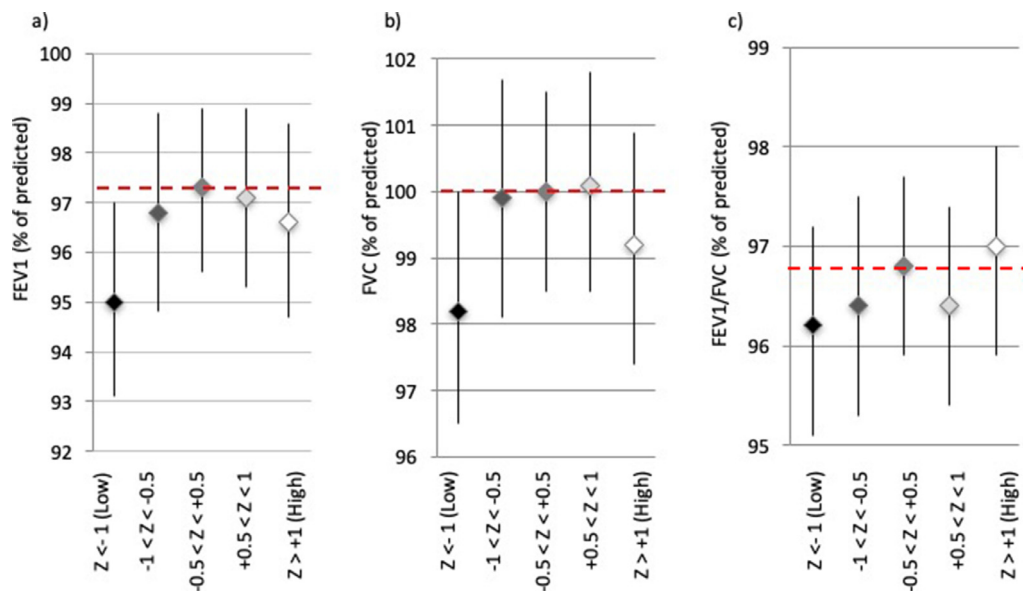 a)
FEV1 (% of predicted)
100
99
98
97
96
95
94
93
92
Z <- 1 (Low)
-1 < Z < -0.5
-0.5 < Z < +0.5
+0.5 < Z < 1
Z > +1 (High)
b)
FVC (% of predicted)
102
101
100
99
98
97
96
Z <- 1 (Low)
-1 < Z < -0.5
-0.5 < Z < +0.5
+0.5 < Z < 1
Z > +1 (High)
c)
FEV1/FVC (% of predicted)
99
98
97
96
95
Z <- 1 (Low)
-1 < Z < -0.5
-0.5 < Z < +0.5
+0.5 < Z < 1
Z > +1 (High)